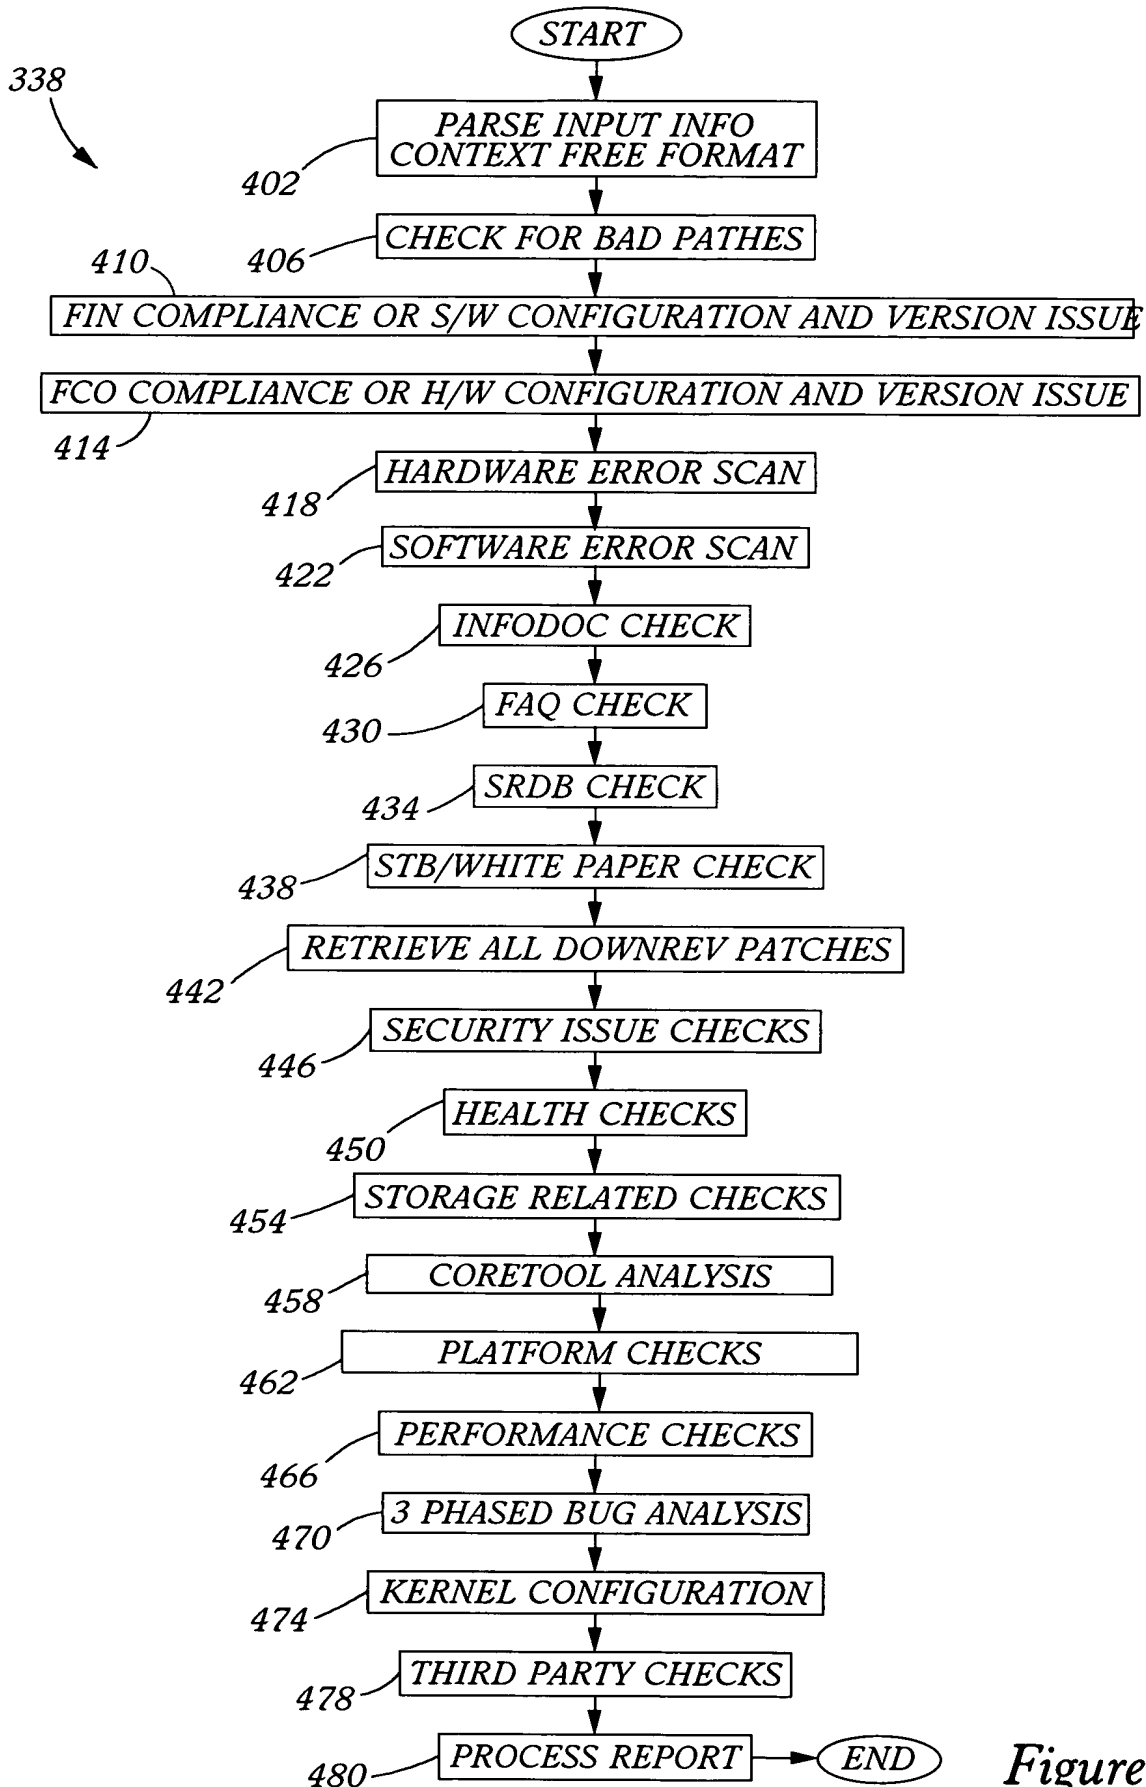 START
338
PARSE INPUT INFO
CONTEXT FREE FORMAT
402
CHECK FOR BAD PATHES
406
410
FIN COMPLIANCE OR S/W CONFIGURATION AND VERSION ISSUE
FCO COMPLIANCE OR H/W CONFIGURATION AND VERSION ISSUE
414
HARDWARE ERROR SCAN
418
SOFTWARE ERROR SCAN
422
INFODOC CHECK
426
FAQ CHECK
430
SRDB CHECK
434
STB/WHITE PAPER CHECK
438
RETRIEVE ALL DOWNREV PATCHES
442
SECURITY ISSUE CHECKS
446
HEALTH CHECKS
450
STORAGE RELATED CHECKS
454
CORETOOL ANALYSIS
458
PLATFORM CHECKS
462
PERFORMANCE CHECKS
466
3 PHASED BUG ANALYSIS
470
KERNEL CONFIGURATION
474
THIRD PARTY CHECKS
478
PROCESS REPORT
END
480
Figure